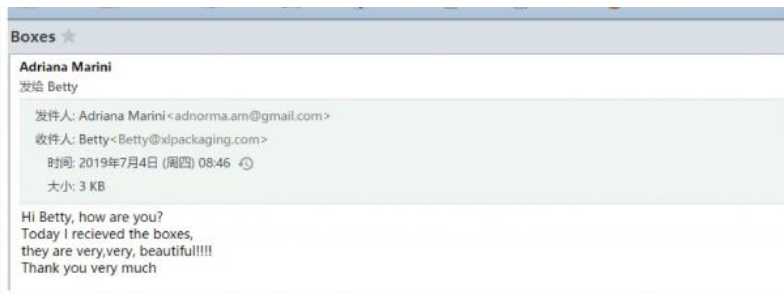 Boxes
Adriana Marini
发给 Betty
发件人: Adriana Marini<adnorma.am@gmail.com>
收件人: Betty<Betty@xlpackaging.com>
时间: 2019年7月4日 (周四) 08:46
大小: 3 KB
Hi Betty, how are you?
Today I recieved the boxes,
they are very,very, beautiful!!!!
Thank you very much